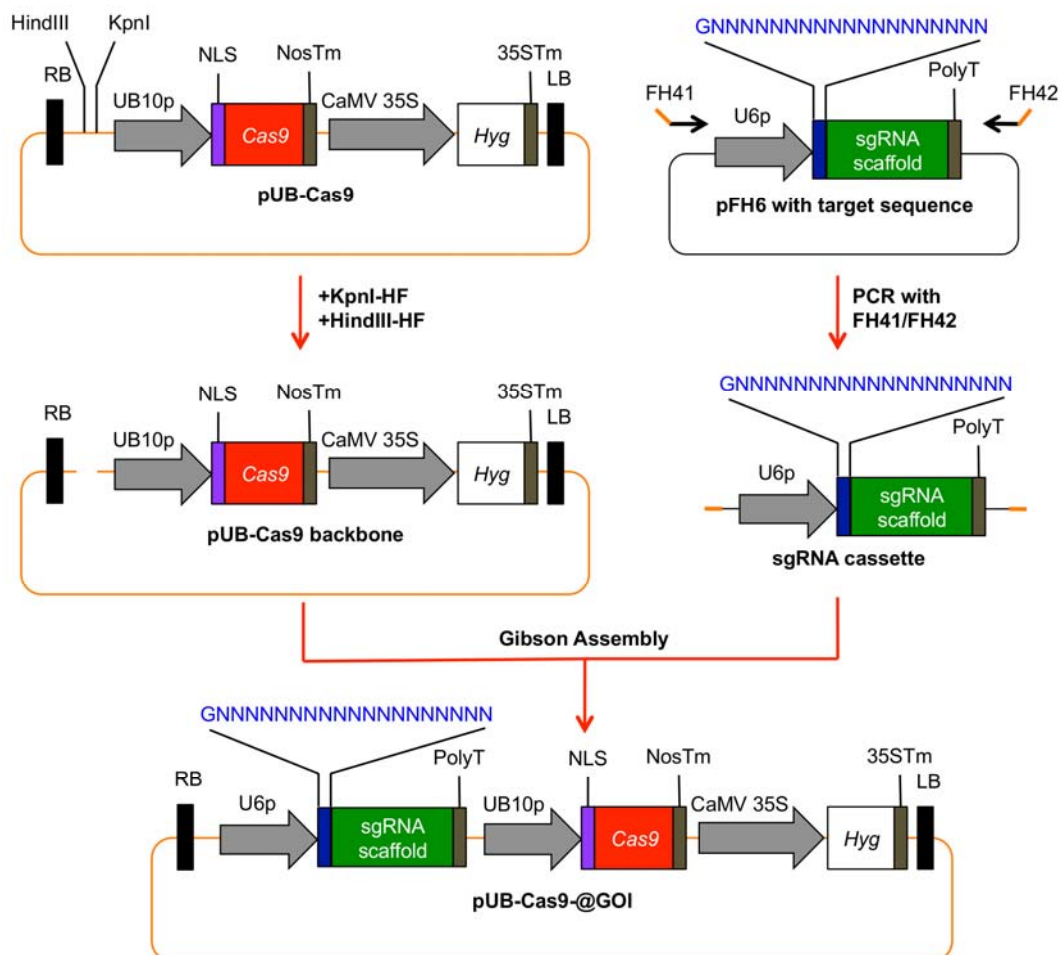 HindIII KpnI
RB
NLS NosTm
35STm
LB
UB10p
CaMV 35S
Cas9
Hyg
pUB-Cas9
GNNNNNNNNNNNNNNNNNNN
PolyT
FH41
FH42
U6p
sgRNA
scaffold
pFH6 with target sequence
+KpnI-HF
+HindIII-HF
PCR with
FH41/FH42
RB
NLS NosTm
35STm
LB
UB10p
CaMV 35S
Cas9
Hyg
pUB-Cas9 backbone
GNNNNNNNNNNNNNNNNNNN
PolyT
U6p
sgRNA
scaffold
sgRNA cassette
Gibson Assembly
GNNNNNNNNNNNNNNNNNNN
RB
U6p
PolyT
sgRNA
scaffold
UB10p
NLS NosTm
CaMV 35S
35STm
LB
Cas9
Hyg
pUB-Cas9-@GOI